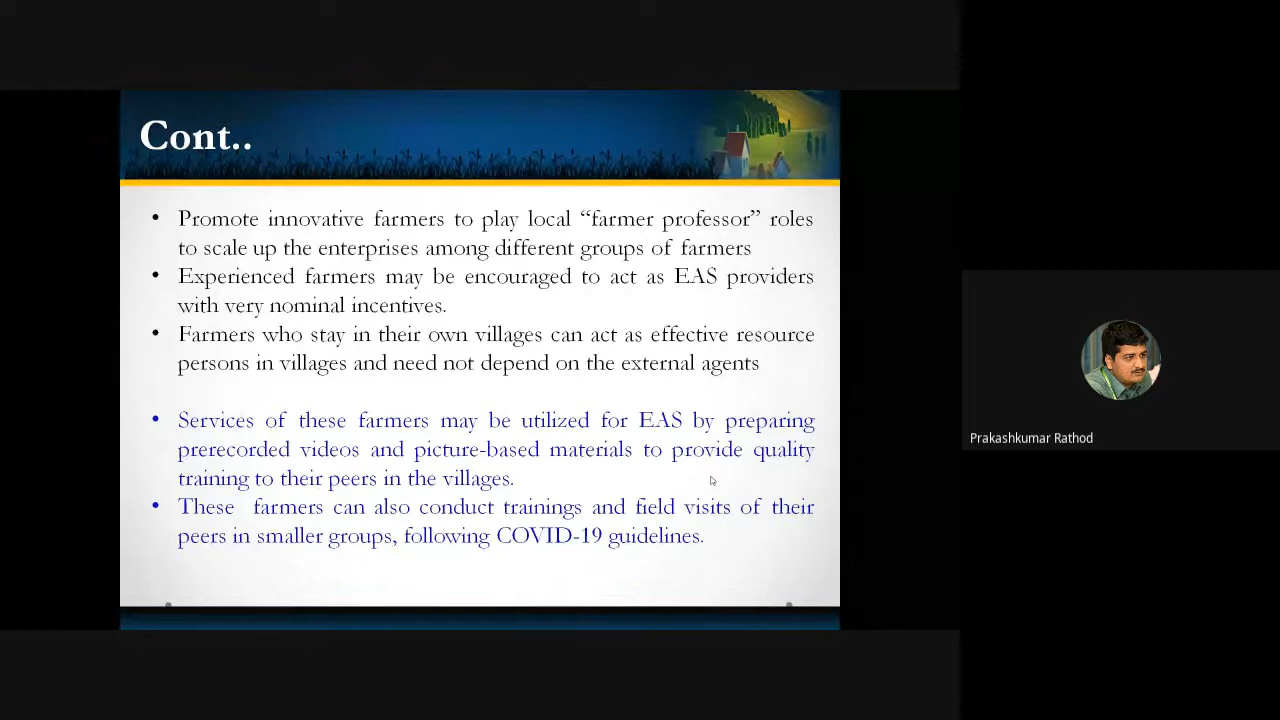 Cont..
• Promote innovative farmers to play local “farmer professor” roles
to scale up the enterprises among different groups of farmers
• Experienced farmers may be encouraged to act as EAS providers
with very nominal incentives.
• Farmers who stay in their own villages can act as effective resource
persons in villages and need not depend on the external agents
• Services of these farmers may be utilized for EAS by preparing
prerecorded videos and picture-based materials to provide quality
training to their peers in the villages.
• These farmers can also conduct trainings and field visits of their
peers in smaller groups, following COVID-19 guidelines.
Prakashkumar Rathod